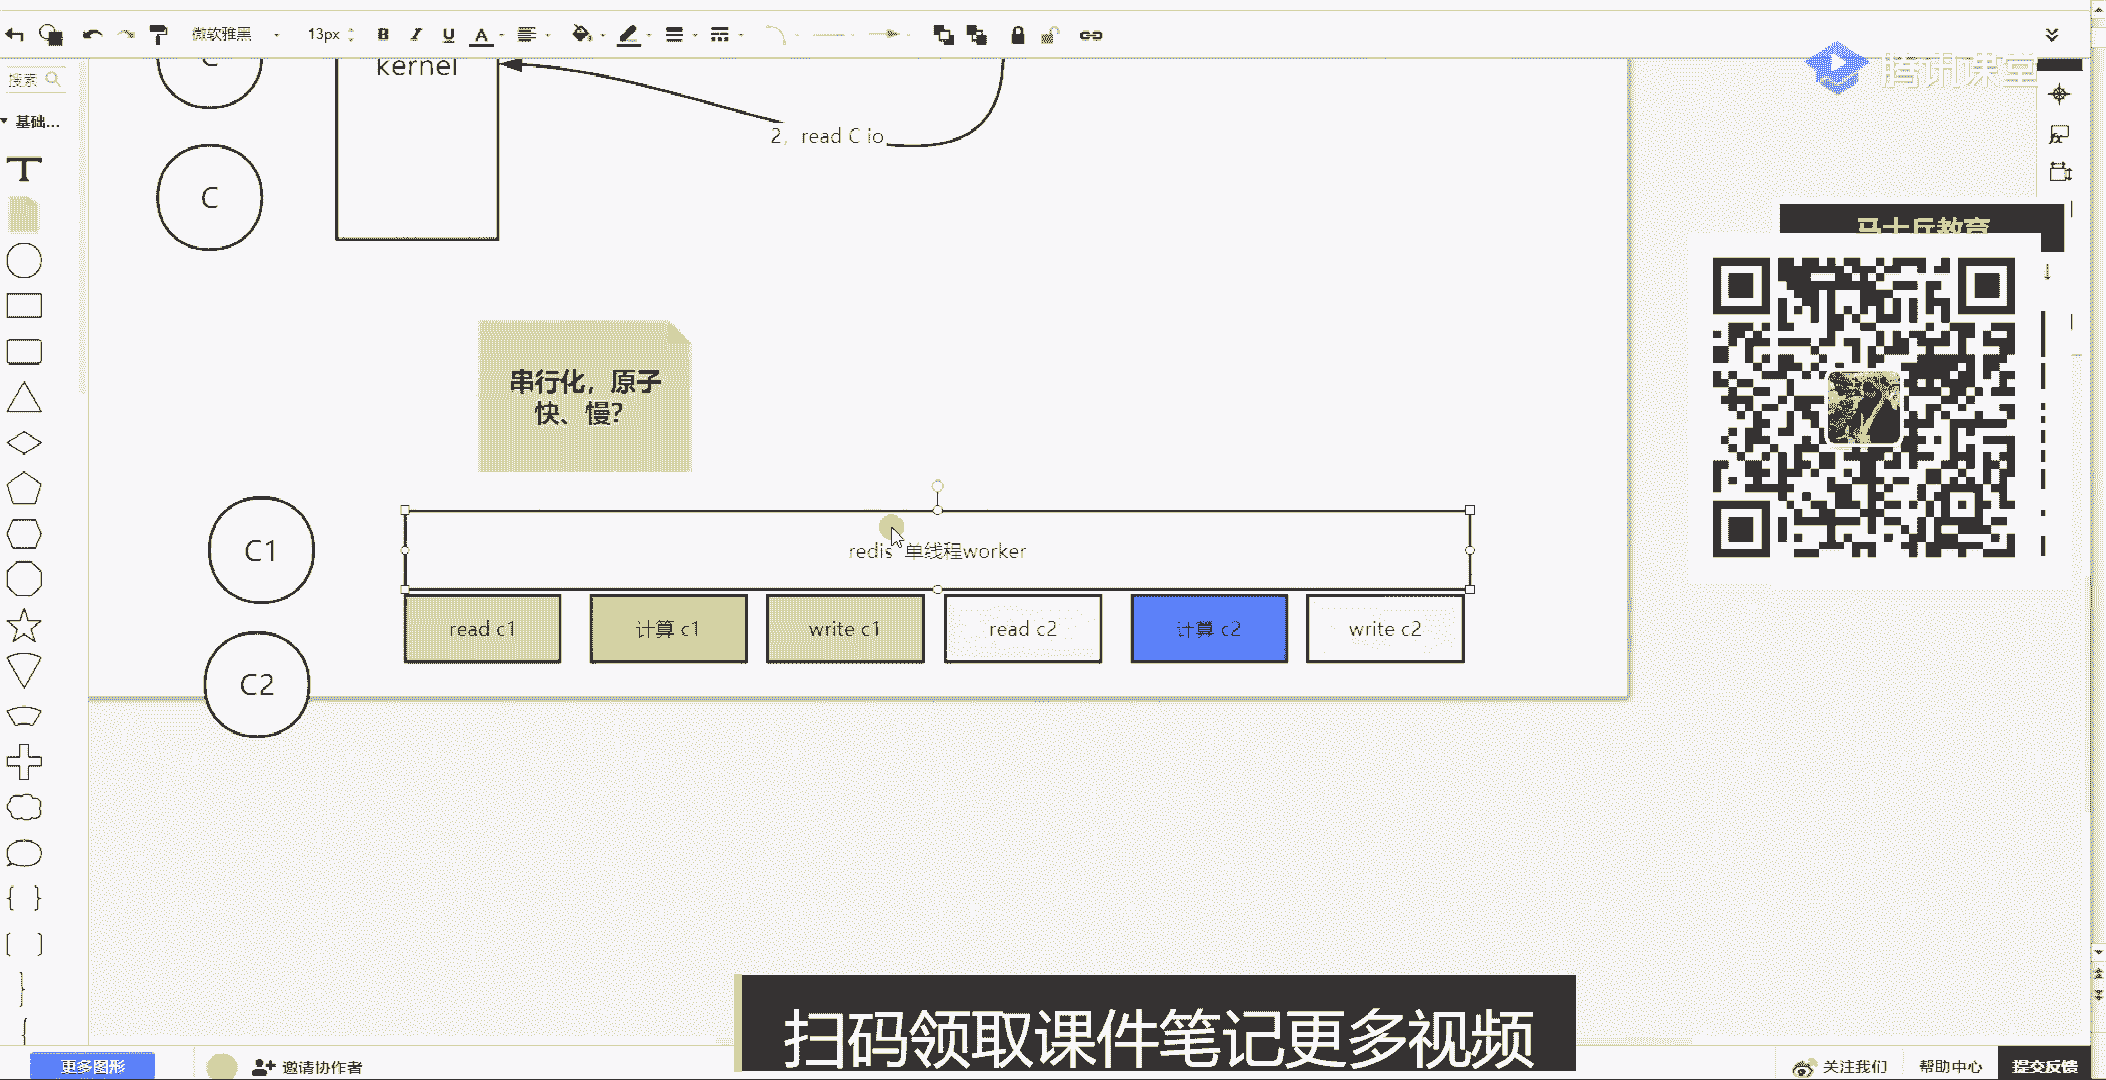 微软雅黑
13px
B I U A
搜索
基础...
T
C
kernel
2, read C io
C
腾讯课堂
马士兵教育
串行化，原子
快、慢?
C1
redis 单线程worker
read c1
计算 c1
write c1
read c2
计算 c2
write c2
C2
扫码领取课件笔记更多视频
更多图形
邀请协作者
关注我们
帮助中心
提交反馈